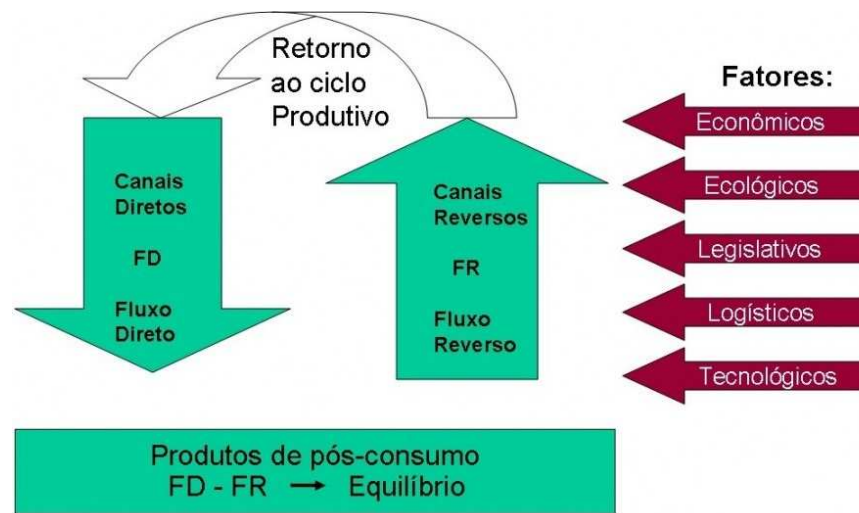 Retorno
ao ciclo
Produtivo
Fatores:
Canais
Diretos
FD
Fluxo
Direto
Canais
Reversos
FR
Fluxo
Reverso
Econômicos
Ecológicos
Legislativos
Logísticos
Tecnológicos
Produtos de pós-consumo
FD - FR → Equilíbrio